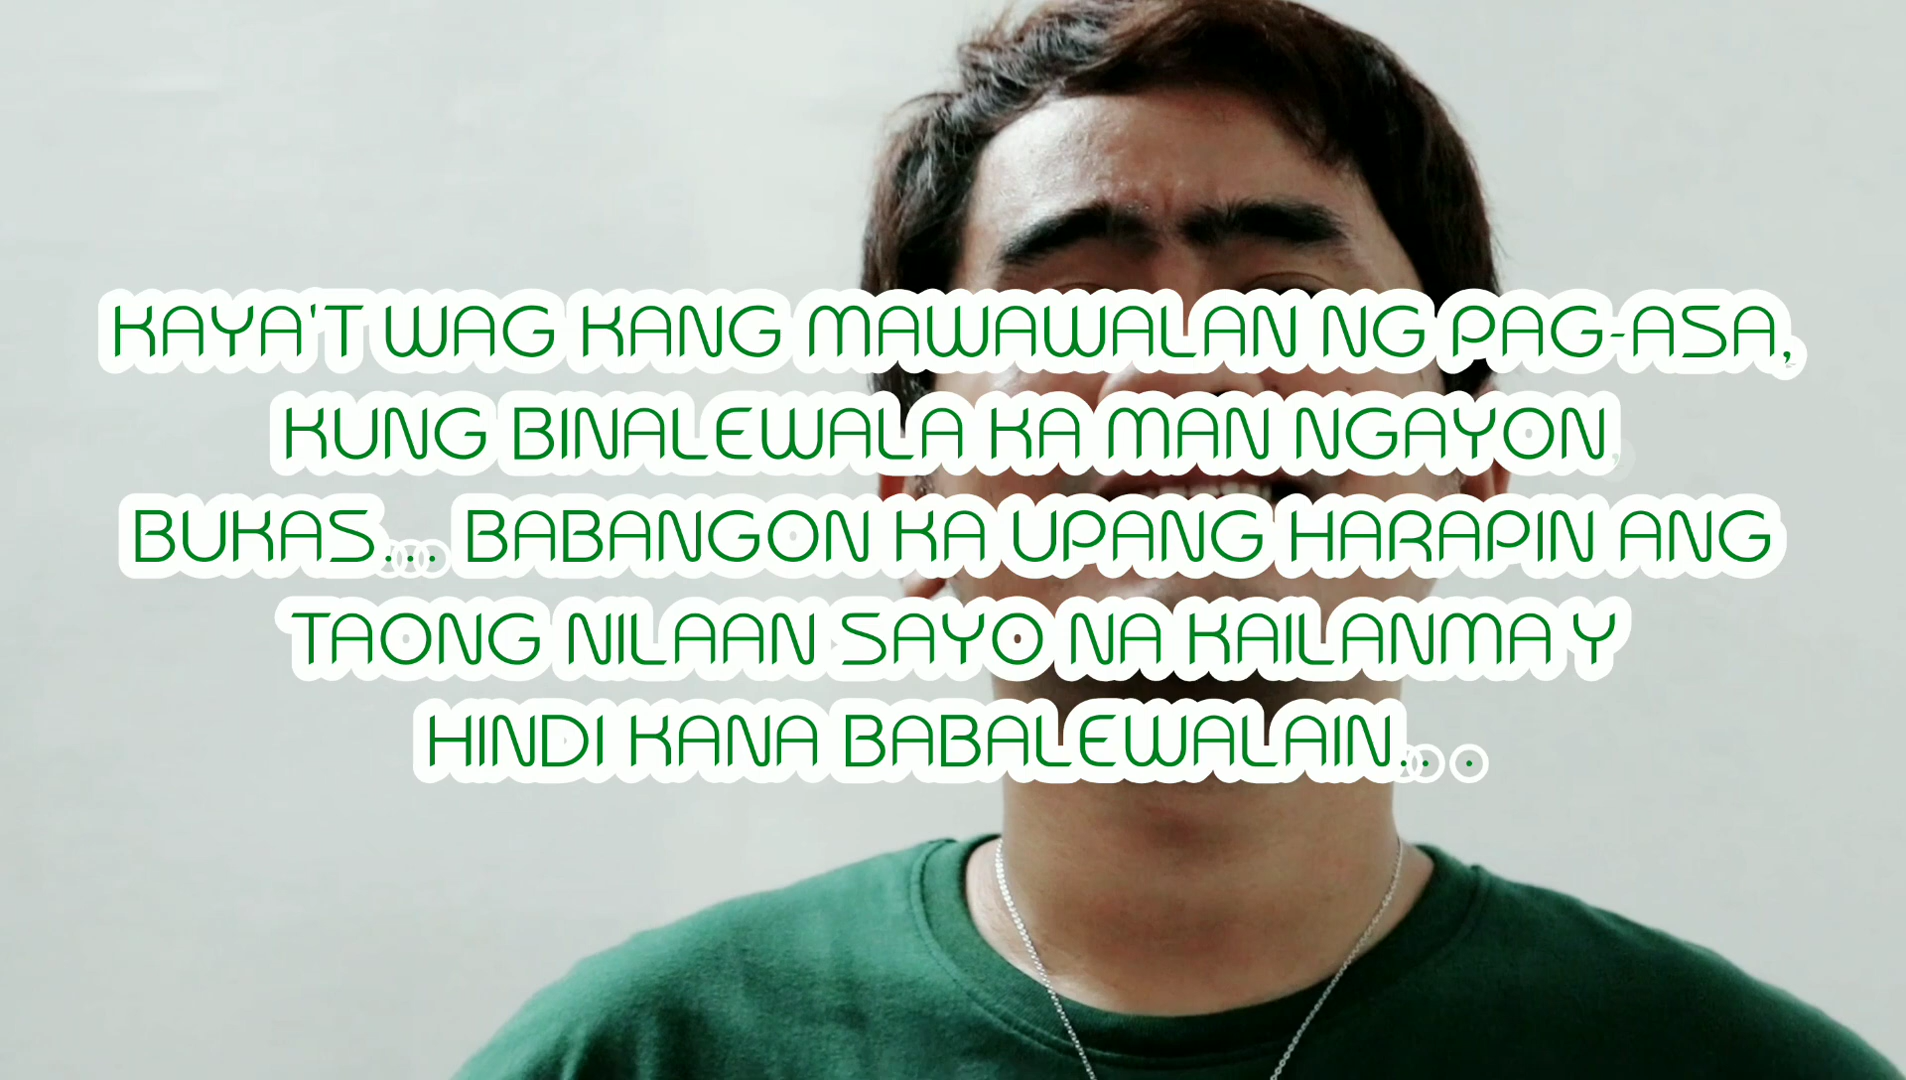 KAYA'T WAG KANG MAWAWALAN NG PAG-ASA,
KUNG BINALEWALA KA MAN NGAYON,
BUKAS... BABANGON KA UPANG HARAPIN ANG
TAONG NILAAN SAYO NA KAILANMA Y
HINDI KANA BABALEWALAIN.. .